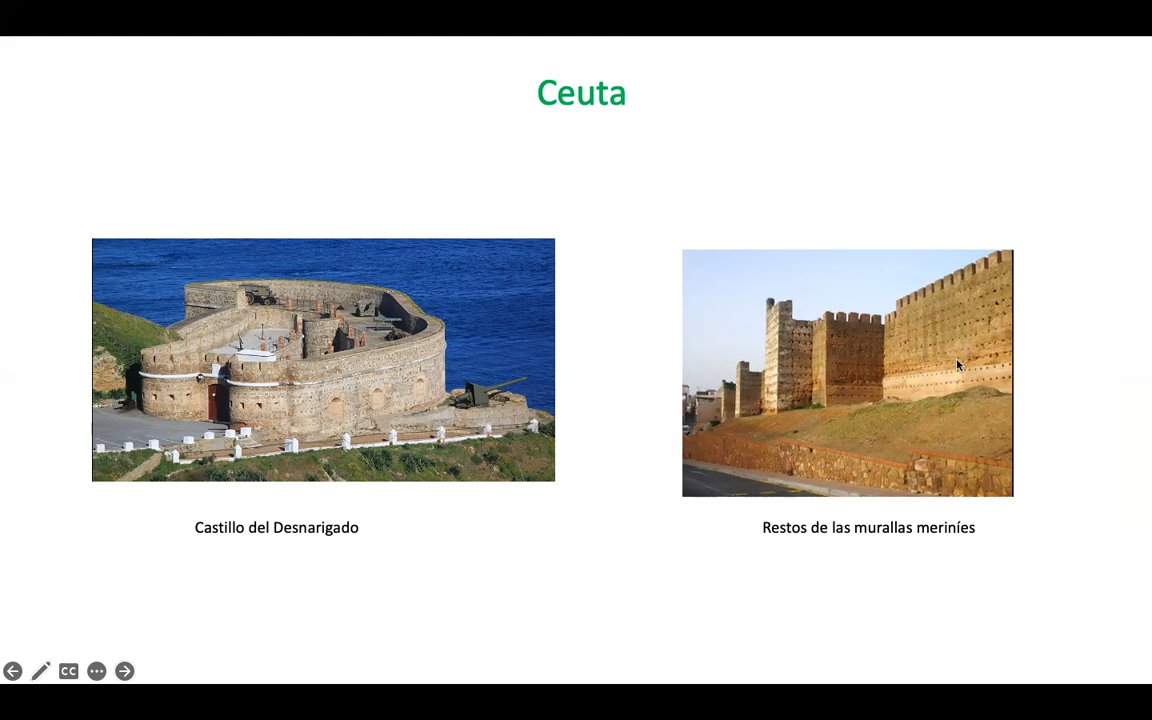 Ceuta
Castillo del Desnarigado
Restos de las murallas meriníes
CC